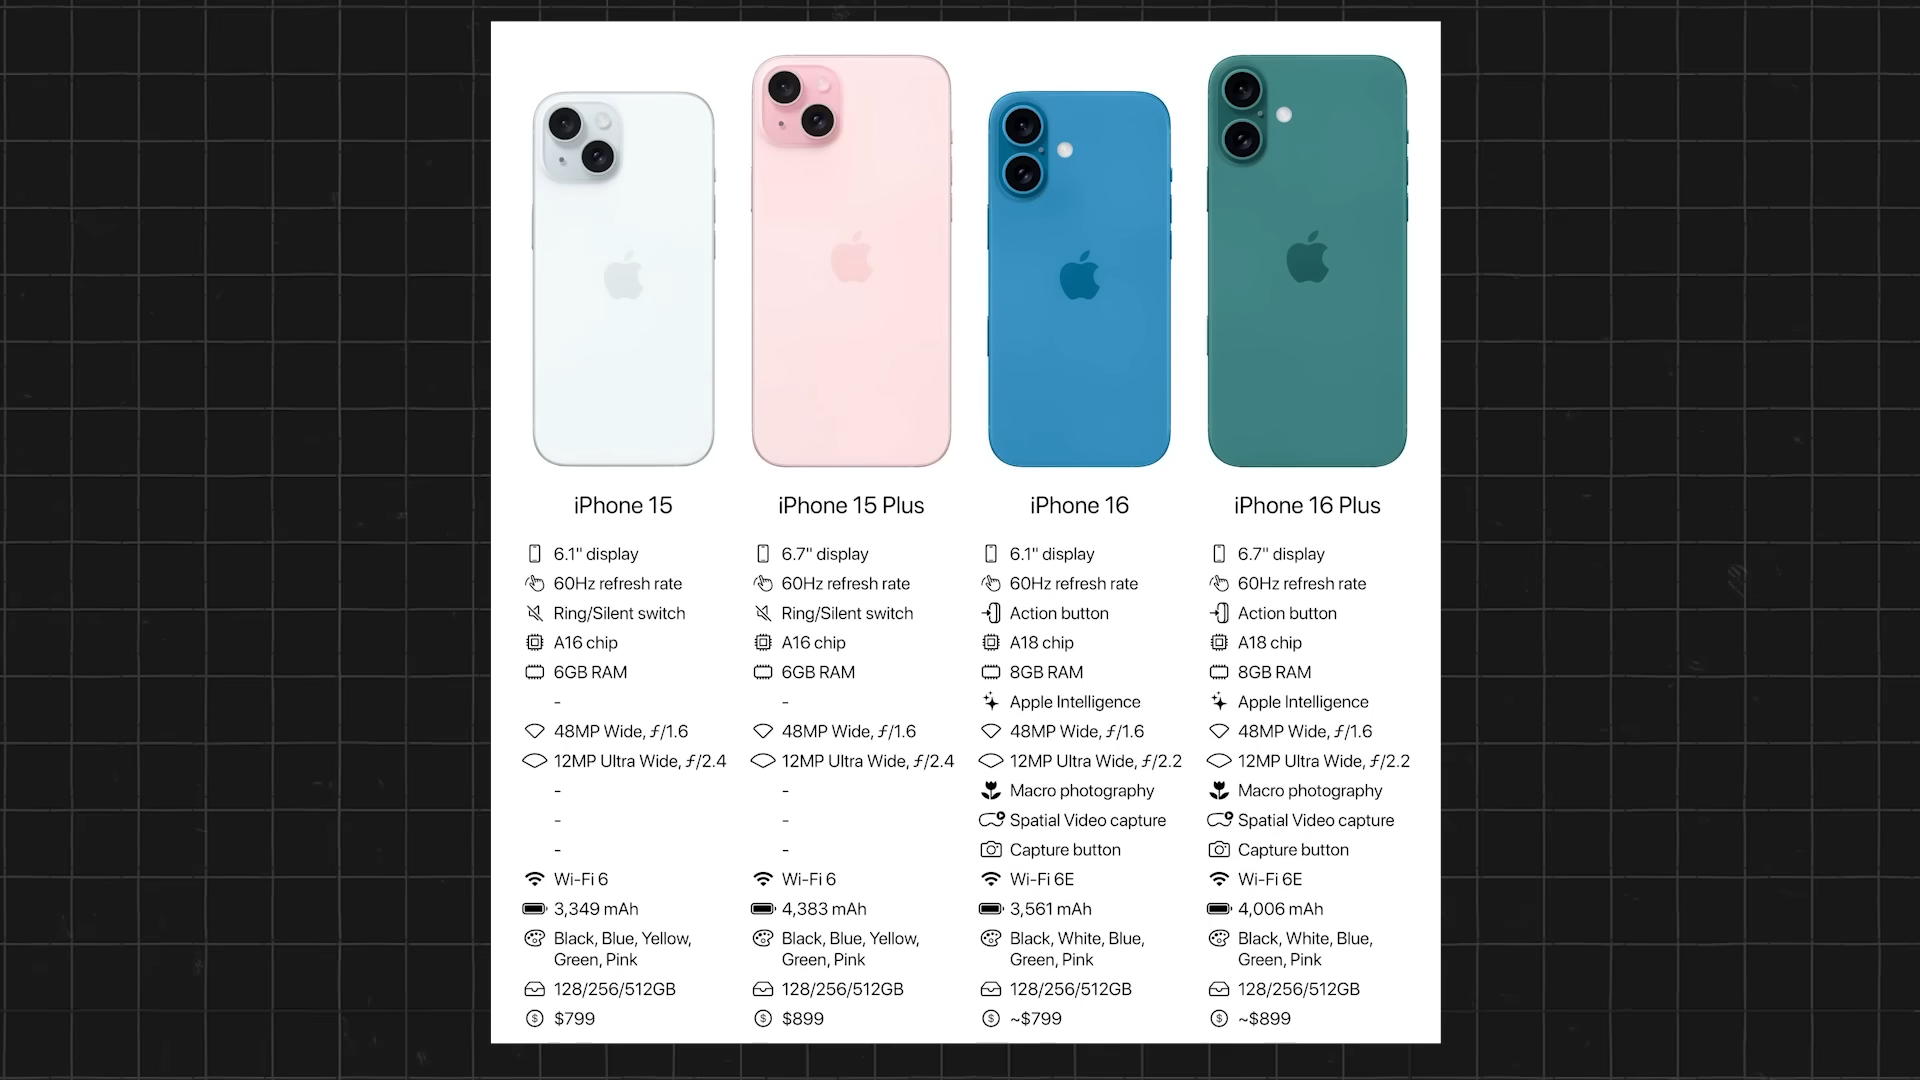 iPhone 15
6.1" display
60Hz refresh rate
Ring/Silent switch
A16 chip
6GB RAM
-
48MP Wide, ƒ/1.6
12MP Ultra Wide, ƒ/2.4
-
-
-
Wi-Fi 6
3,349 mAh
Black, Blue, Yellow,
Green, Pink
128/256/512GB
$799
iPhone 15 Plus
6.7" display
60Hz refresh rate
Ring/Silent switch
A16 chip
6GB RAM
-
48MP Wide, ƒ/1.6
12MP Ultra Wide, ƒ/2.4
-
-
-
Wi-Fi 6
4,383 mAh
Black, Blue, Yellow,
Green, Pink
128/256/512GB
$899
iPhone 16
6.1" display
60Hz refresh rate
Action button
A18 chip
8GB RAM
Apple Intelligence
48MP Wide, ƒ/1.6
12MP Ultra Wide, ƒ/2.2
Macro photography
Spatial Video capture
Capture button
Wi-Fi 6E
3,561 mAh
Black, White, Blue,
Green, Pink
128/256/512GB
~$799
iPhone 16 Plus
6.7" display
60Hz refresh rate
Action button
A18 chip
8GB RAM
Apple Intelligence
48MP Wide, ƒ/1.6
12MP Ultra Wide, ƒ/2.2
Macro photography
Spatial Video capture
Capture button
Wi-Fi 6E
4,006 mAh
Black, White, Blue,
Green, Pink
128/256/512GB
~$899